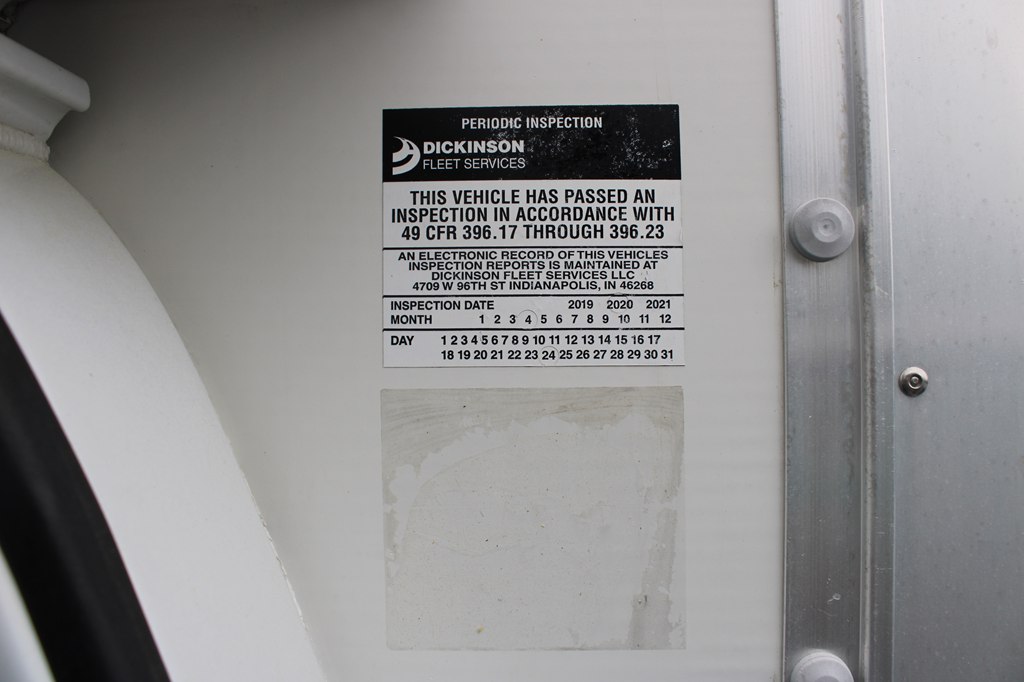 PERIODIC INSPECTION
DICKINSON
FLEET SERVICES
THIS VEHICLE HAS PASSED AN
INSPECTION IN ACCORDANCE WITH
49 CFR 396.17 THROUGH 396.23
AN ELECTRONIC RECORD OF THIS VEHICLES
INSPECTION REPORTS IS MAINTAINED AT
DICKINSON FLEET SERVICES LLC
4709 W 96TH ST INDIANAPOLIS, IN 46268
INSPECTION DATE 2019 2020 2021
MONTH 1 2 3 4 5 6 7 8 9 10 11 12
DAY 1 2 3 4 5 6 7 8 9 10 11 12 13 14 15 16 17
18 19 20 21 22 23 24 25 26 27 28 29 30 31